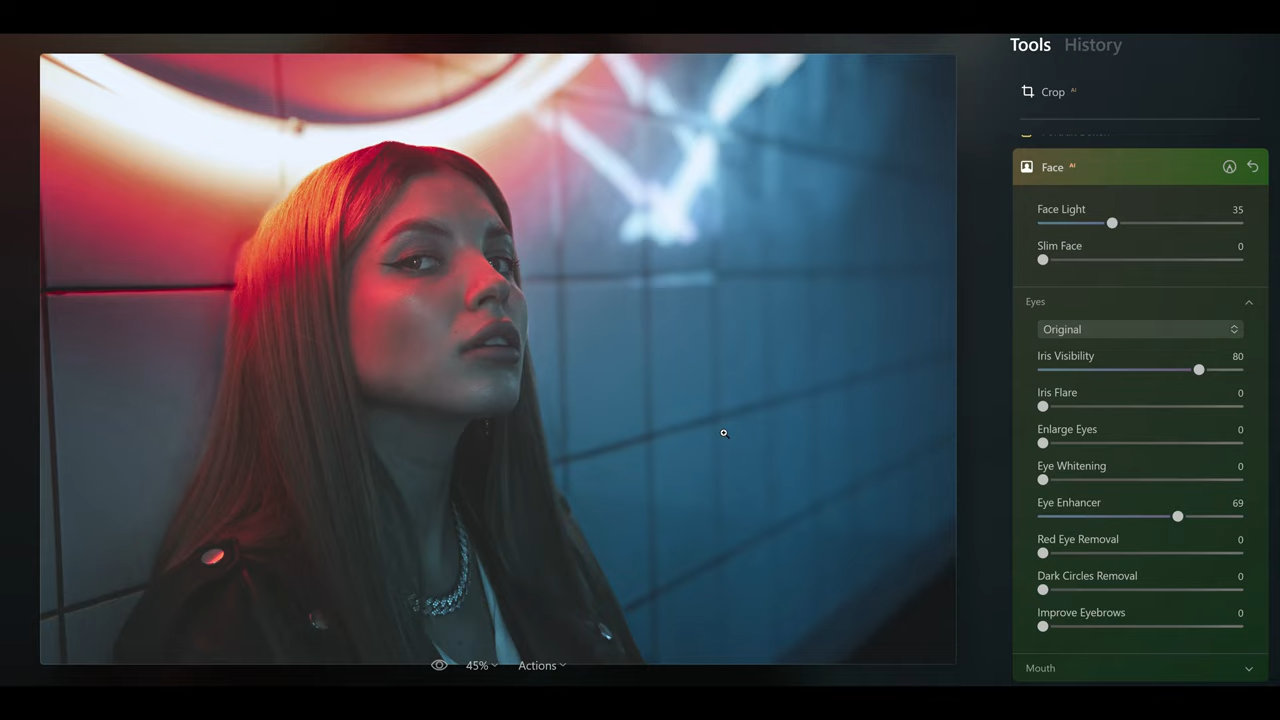 Tools History
Crop AI
Face AI
Face Light 35
Slim Face 0
Eyes
Original
Iris Visibility 80
Iris Flare 0
Enlarge Eyes 0
Eye Whitening 0
Eye Enhancer 69
Red Eye Removal 0
Dark Circles Removal 0
Improve Eyebrows 0
Mouth
45% Actions